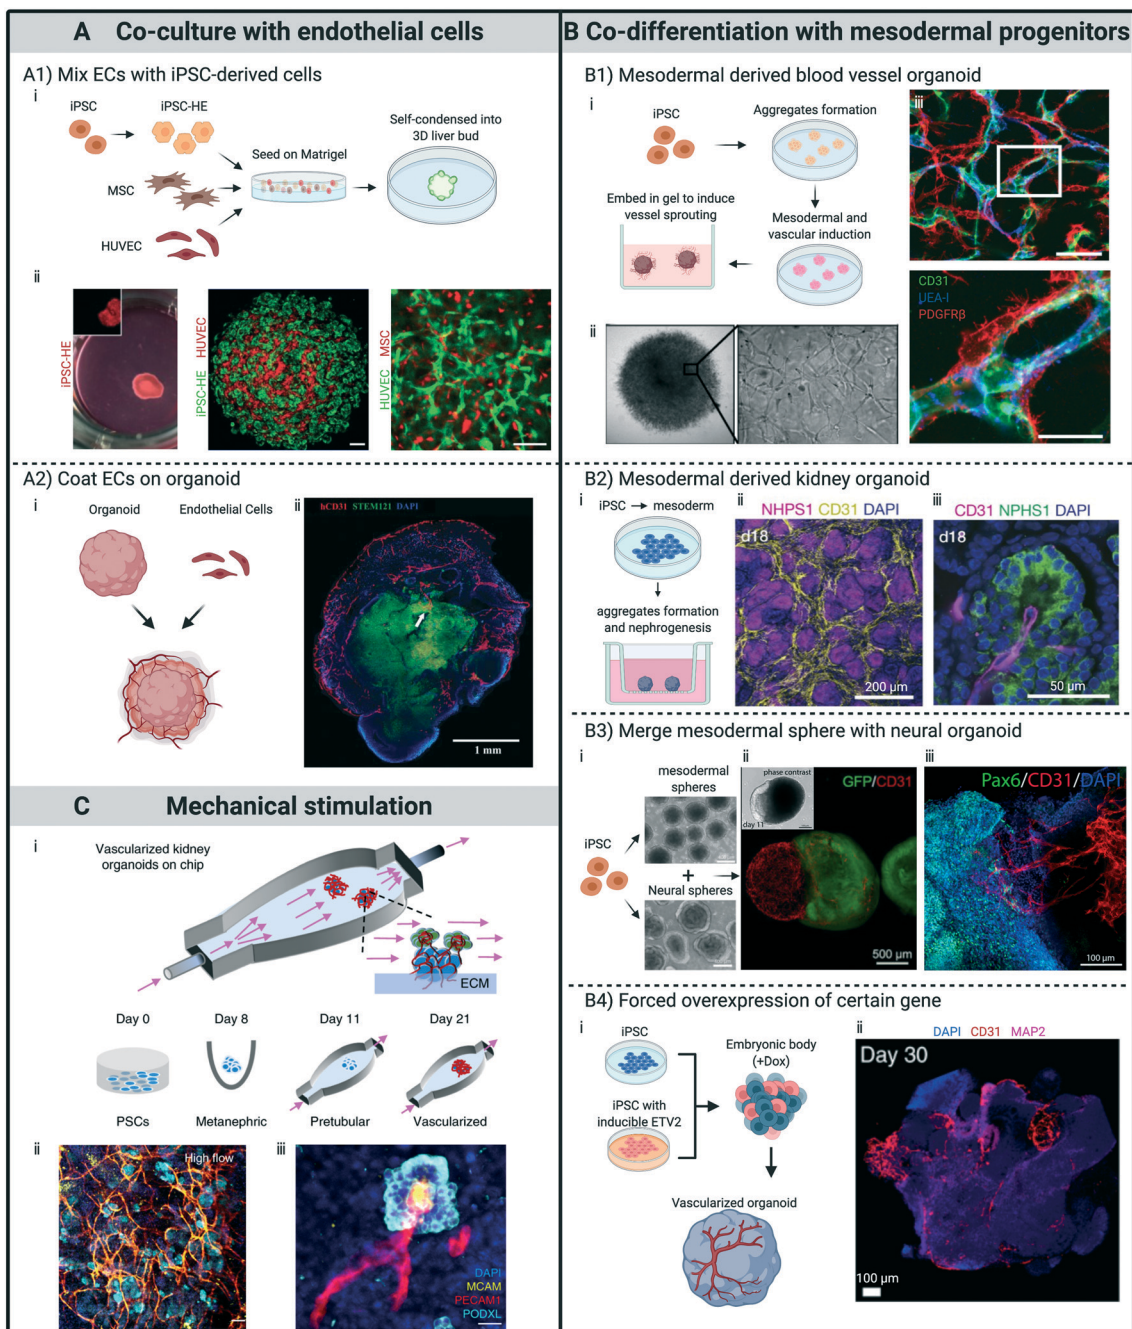 A Co-culture with endothelial cells
A1) Mix ECs with iPSC-derived cells
i
iPSC
iPSC-HE
MSC
HUVEC
Seed on Matrigel
Self-condensed into
3D liver bud
ii
iPSC-HE
iPSC-HE HUVEC
HUVEC MSC
A2) Coat ECs on organoid
i
Organoid
Endothelial Cells
ii
hCD31 STEM121 DAPI
1 mm
C Mechanical stimulation
i
Vascularized kidney
organoids on chip
ECM
Day 0
Day 8
Day 11
Day 21
PSCs
Metanephric
Pretubular
Vascularized
ii
High flow
iii
DAPI
MCAM
PECAM1
PODXL
B Co-differentiation with mesodermal progenitors
B1) Mesodermal derived blood vessel organoid
i
iPSC
Aggregates formation
Embed in gel to induce
vessel sprouting
Mesodermal and
vascular induction
ii
iii
CD31
UEA-I
PDGFRβ
B2) Mesodermal derived kidney organoid
i
iPSC
mesoderm
aggregates formation
and nephrogenesis
ii
NHPS1 CD31 DAPI
d18
200 µm
iii
CD31 NPHS1 DAPI
d18
50 µm
B3) Merge mesodermal sphere with neural organoid
i
iPSC
mesodermal
spheres
+
Neural spheres
ii
phase contrast
day 11
GFP/CD31
500 µm
iii
Pax6/CD31/DAPI
100 µm
B4) Forced overexpression of certain gene
i
iPSC
iPSC with
inducible ETV2
Embryonic body
(+Dox)
Vascularized organoid
ii
DAPI CD31 MAP2
Day 30
100 µm